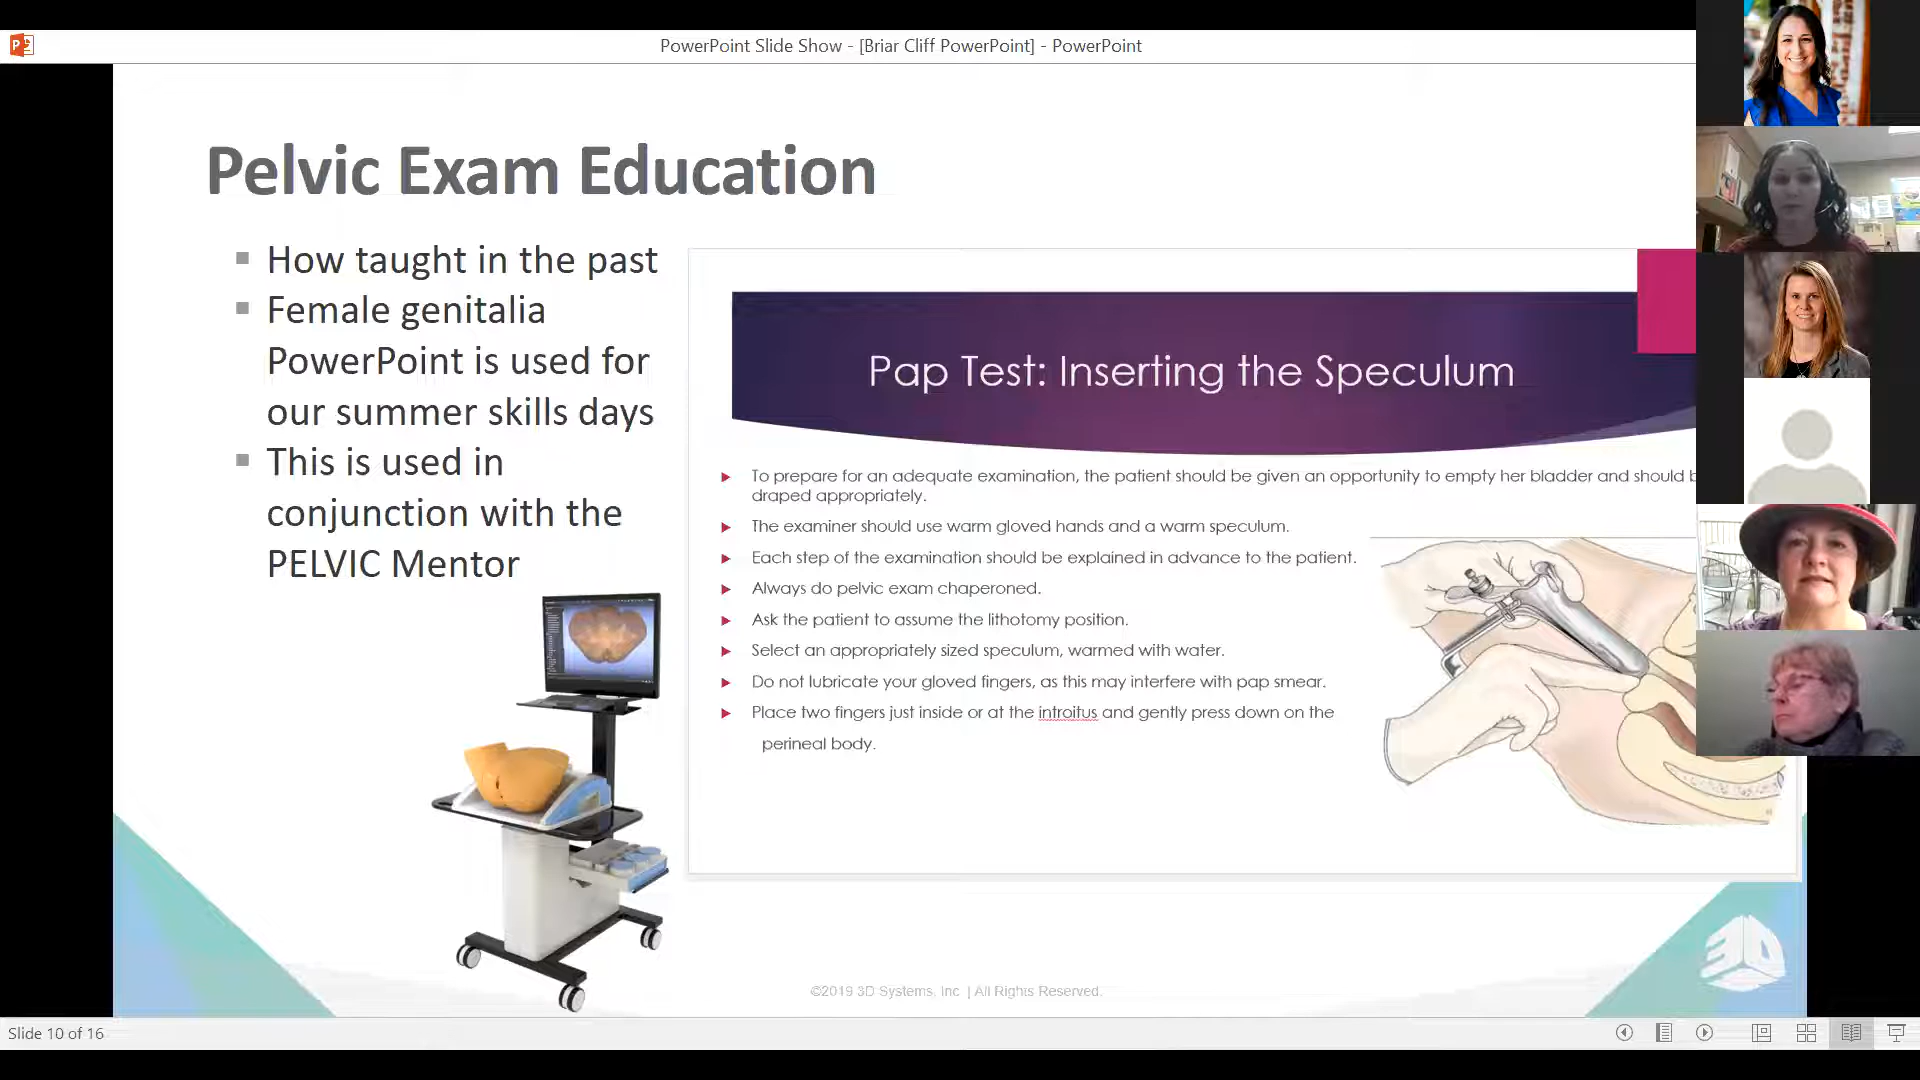 PowerPoint Slide Show - [Briar Cliff PowerPoint] - PowerPoint
Pelvic Exam Education
How taught in the past
Female genitalia
PowerPoint is used for
our summer skills days
This is used in
conjunction with the
PELVIC Mentor
Pap Test: Inserting the Speculum
To prepare for an adequate examination, the patient should be given an opportunity to empty her bladder and should
draped appropriately.
The examiner should use warm gloved hands and a warm speculum.
Each step of the examination should be explained in advance to the patient.
Always do pelvic exam chaperoned.
Ask the patient to assume the lithotomy position.
Select an appropriately sized speculum, warmed with water.
Do not lubricate your gloved fingers, as this may interfere with pap smear.
Place two fingers just inside or at the introitus and gently press down on the
perineal body.
©2019 3D Systems, Inc. | All Rights Reserved.
3D
Slide 10 of 16